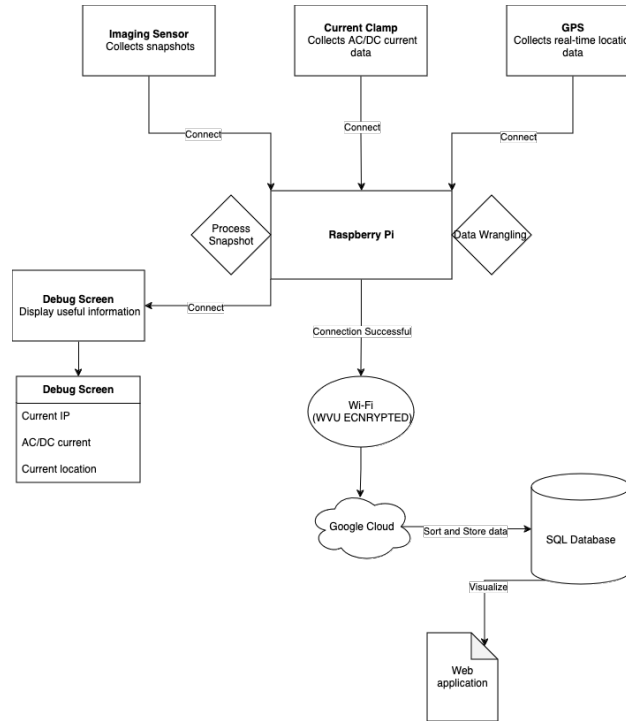 Imaging Sensor
Collects snapshots
Current Clamp
Collects AC/DC current
data
GPS
Collects real-time location
data
Connect
Connect
Connect
Process
Snapshot
Raspberry Pi
Data Wrangling
Debug Screen
Display useful information
Connect
Connection Successful
Debug Screen
Current IP
AC/DC current
Current location
Wi-Fi
(WVU ECNRYPTED)
Google Cloud
Sort and Store data
SQL Database
Visualize
Web
application